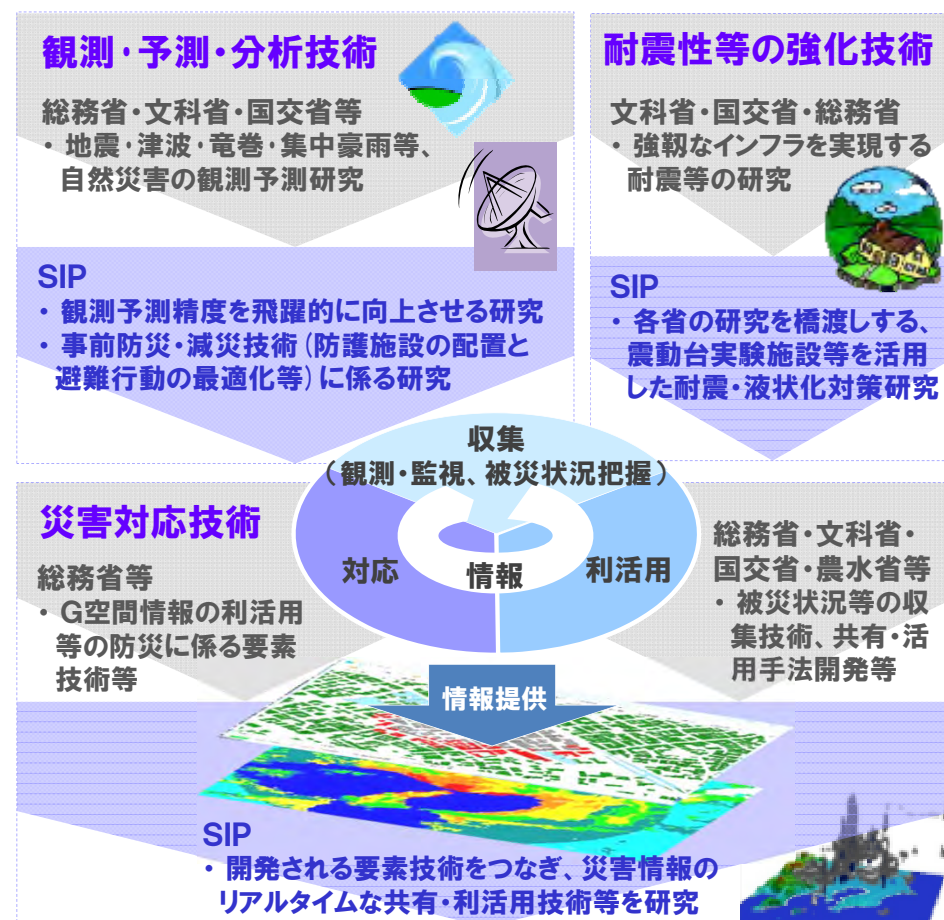 観測・予測・分析技術
総務省・文科省・国交省等
・ 地震・津波・竜巻・集中豪雨等、
自然災害の観測予測研究
SIP
・ 観測予測精度を飛躍的に向上させる研究
・ 事前防災・減災技術（防護施設の配置と
避難行動の最適化等）に係る研究
耐震性等の強化技術
文科省・国交省・総務省
・ 強靱なインフラを実現する
耐震等の研究
SIP
・ 各省の研究を橋渡しする、
震動台実験施設等を活用
した耐震・液状化対策研究
収集
（観測・監視、被災状況把握）
対応
情報
利活用
災害対応技術
総務省等
・ G空間情報の利活用
等の防災に係る要素
技術等
総務省・文科省・
国交省・農水省等
・ 被災状況等の収
集技術、共有・活
用手法開発等
情報提供
SIP
・ 開発される要素技術をつなぎ、災害情報の
リアルタイムな共有・利活用技術等を研究